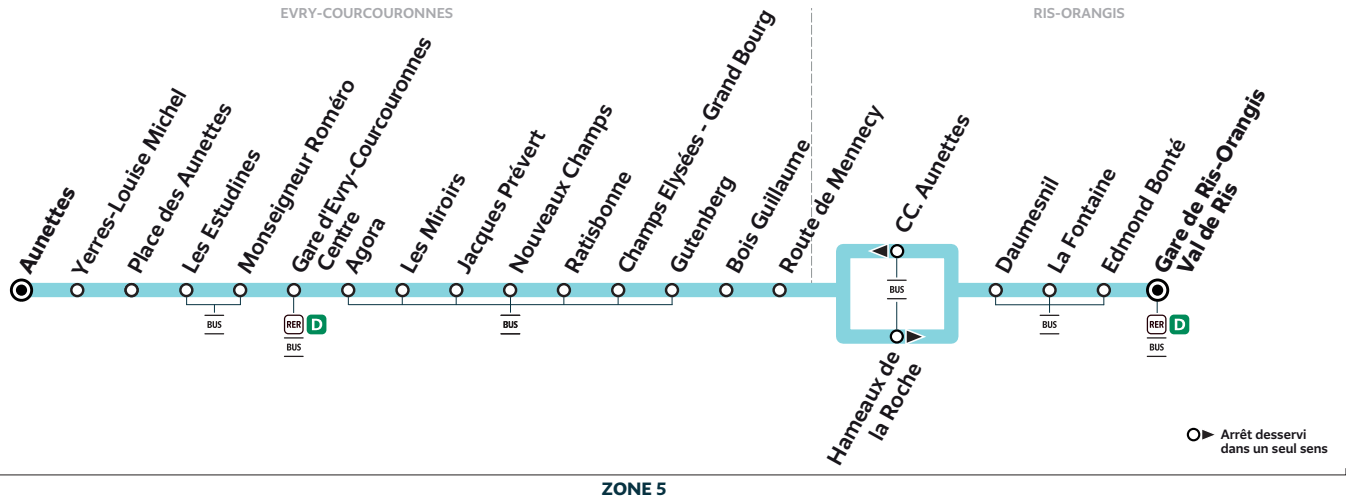 EVRY-COURCOURONNES
RIS-ORANGIS
Aunettes
Yerres-Louise Michel
Place des Aunettes
Les Estudines
Monseigneur Roméro
Gare d'Evry-Courcouronnes
Centre
Agora
Les Miroirs
Jacques Prévert
Nouveaux Champs
Ratisbonne
Champs Elysées - Grand Bourg
Gutenberg
Bois Guillaume
Route de Mennecy
CC. Aunettes
Hameaux de
la Roche
Daumesnil
La Fontaine
Edmond Bonté
Gare de Ris-Orangis
Val de Ris
BUS
RER D
BUS
BUS
BUS
BUS
RER D
BUS
Arrêt desservi
dans un seul sens
ZONE 5